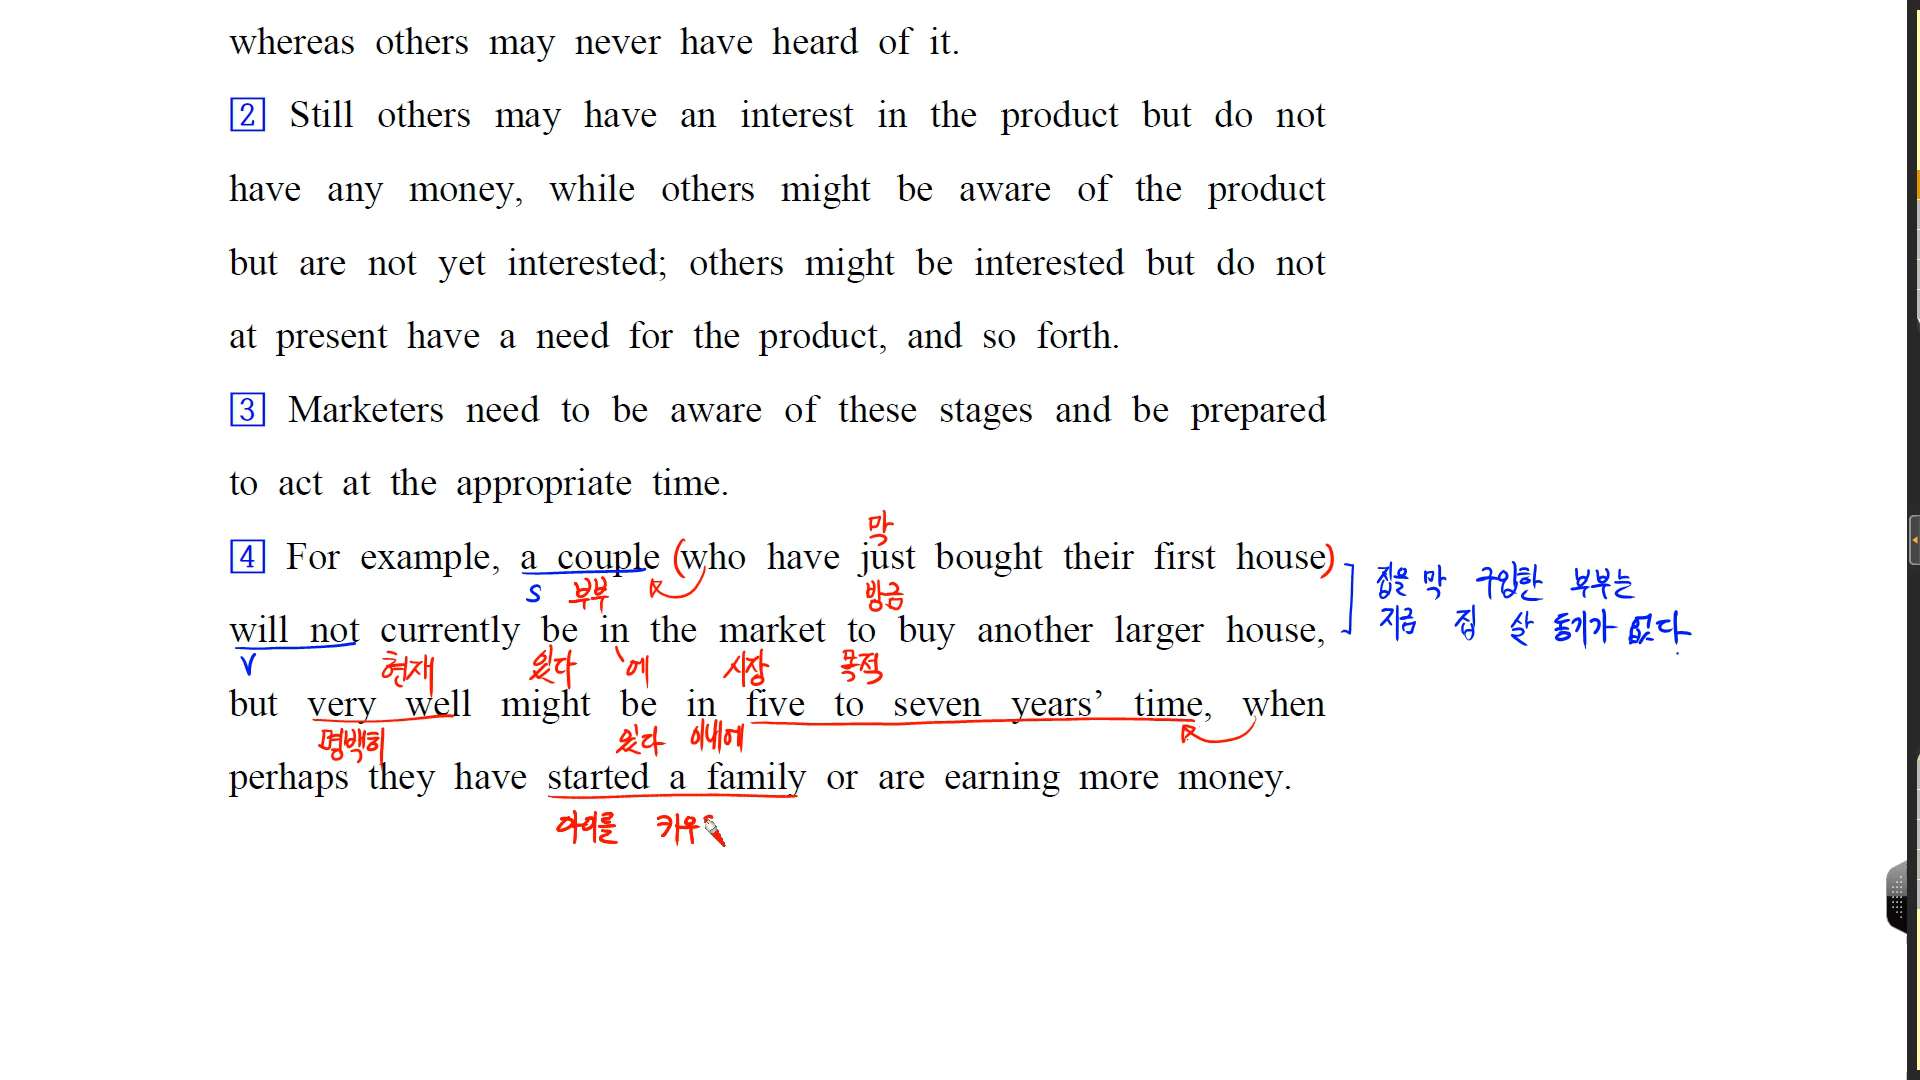 whereas others may never have heard of it.
2 Still others may have an interest in the product but do not
have any money, while others might be aware of the product
but are not yet interested; others might be interested but do not
at present have a need for the product, and so forth.
3 Marketers need to be aware of these stages and be prepared
to act at the appropriate time.
막
4 For example, a couple (who have just bought their first house)
S 부부 방금
집을 막 구입한 부부는
지금 집 살 동기가 없다.
will not currently be in the market to buy another larger house,
V 현재 있다 에 시장 목적
but very well might be in five to seven years' time, when
명백히 있다 이내에
perhaps they have started a family or are earning more money.
아이를 키우